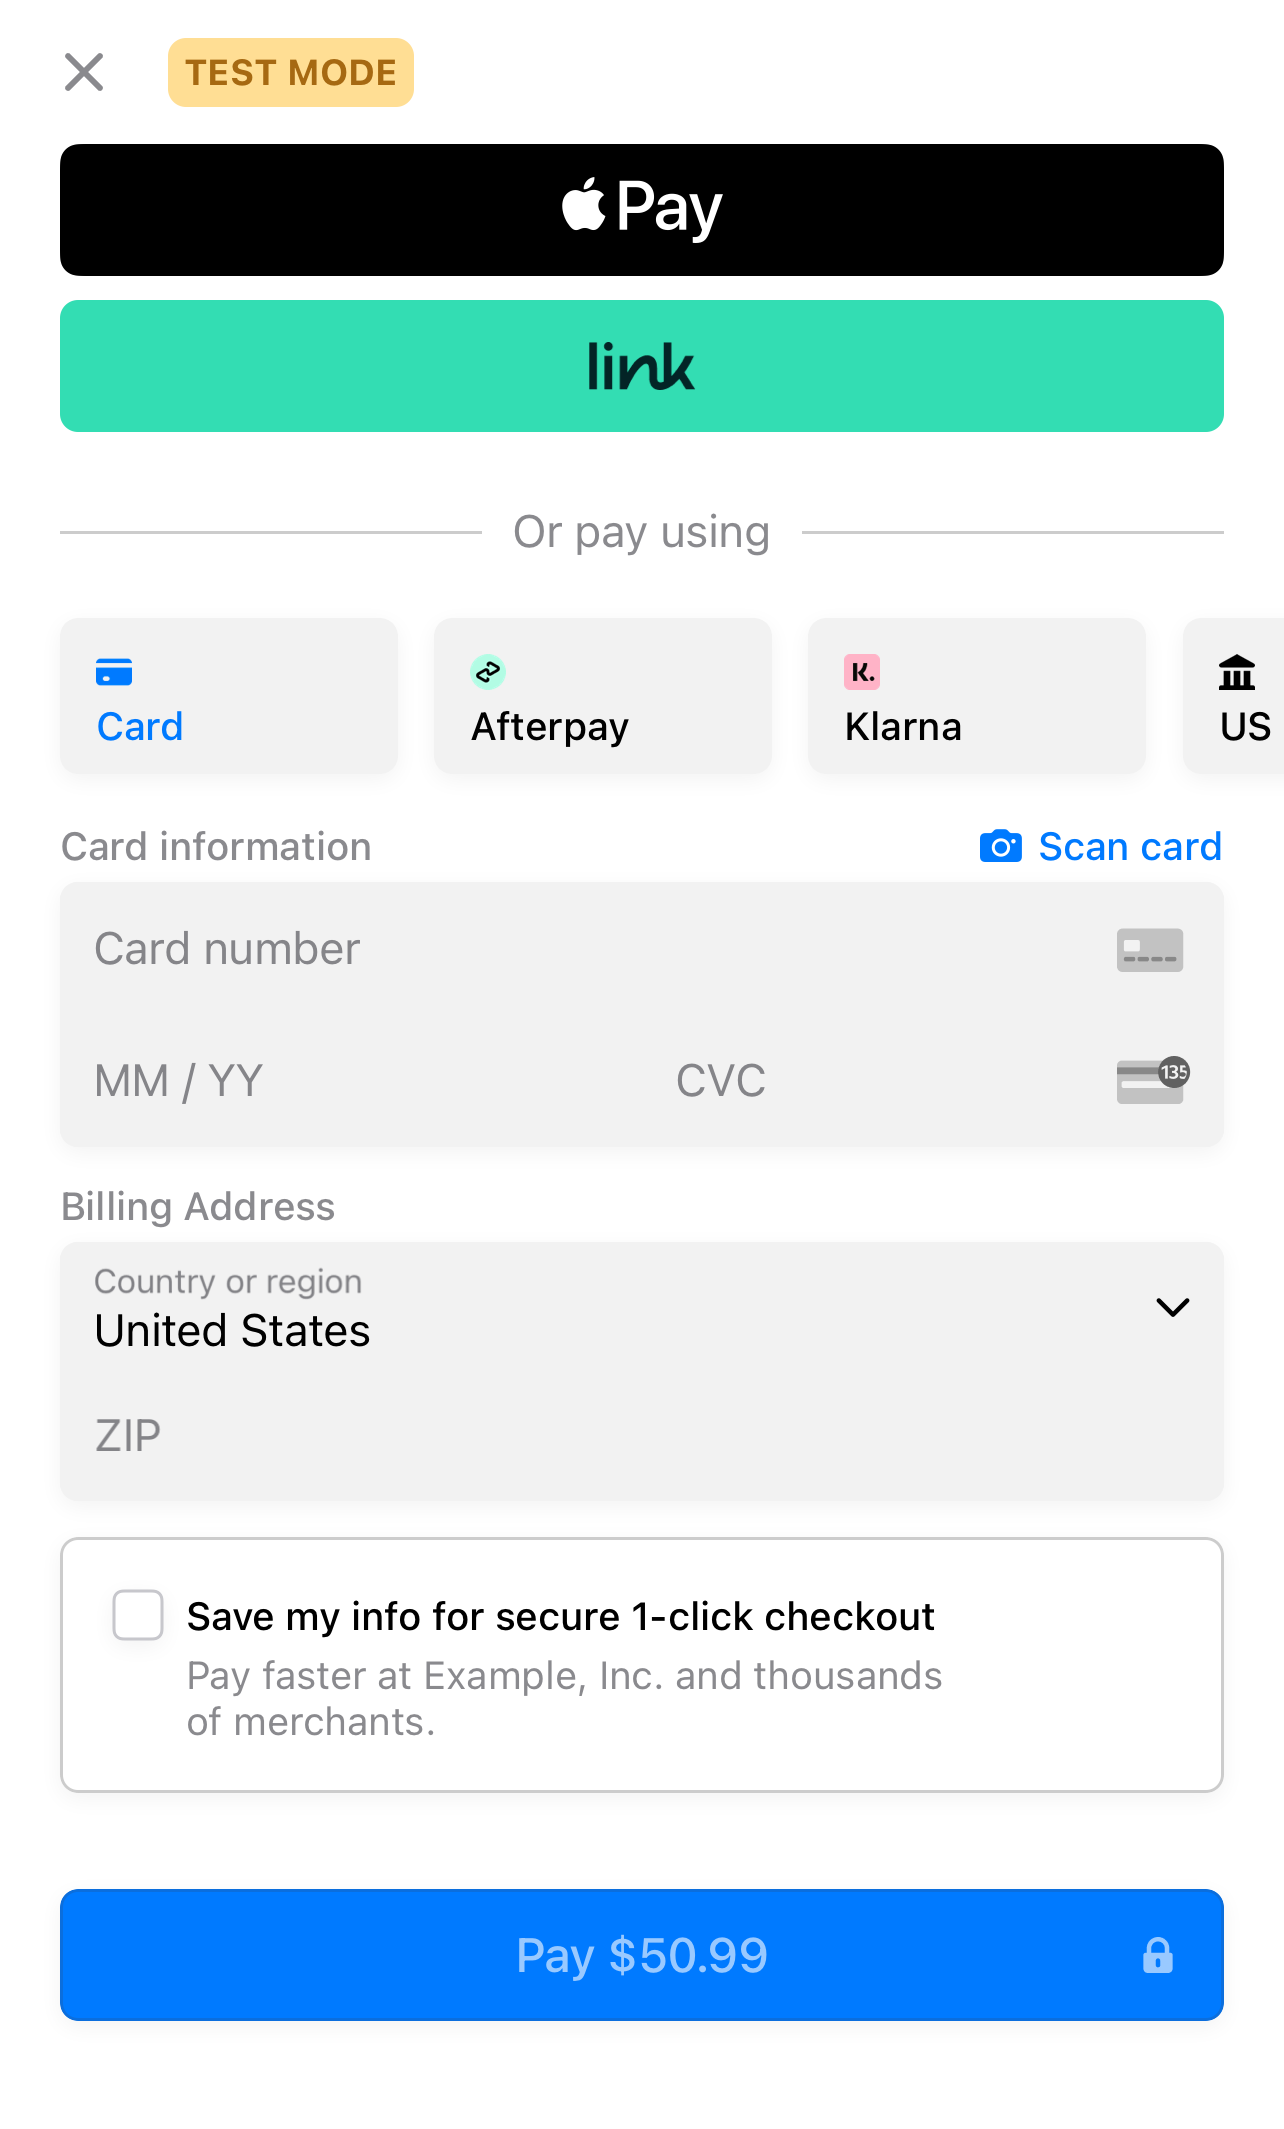 TEST MODE
Pay
link
Or pay using
Card
Afterpay
K.
Klarna
US
Card information
Scan card
Card number
MM / YY
CVC
135
Billing Address
Country or region
United States
ZIP
Save my info for secure 1-click checkout
Pay faster at Example, Inc. and thousands
of merchants.
Pay $50.99